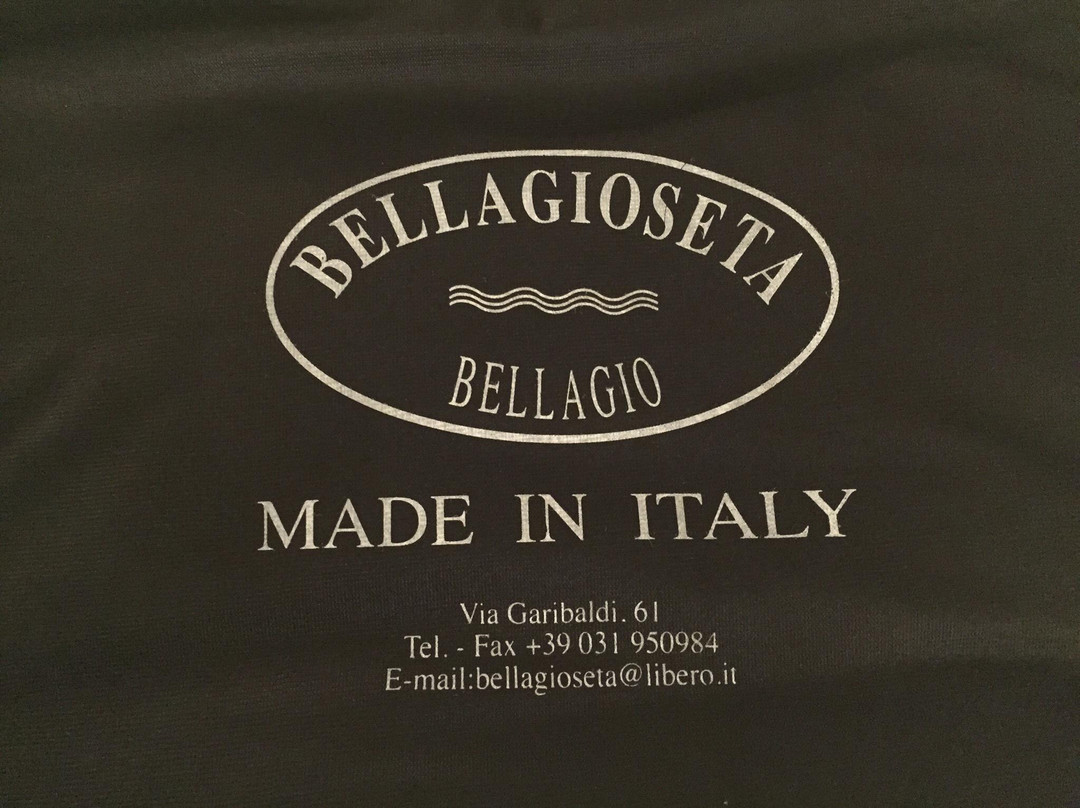 BELLAGIOSETA
BELLAGIO
MADE IN ITALY
Via Garibaldi. 61
Tel. - Fax +39 031 950984
E-mail:bellagioseta@libero.it